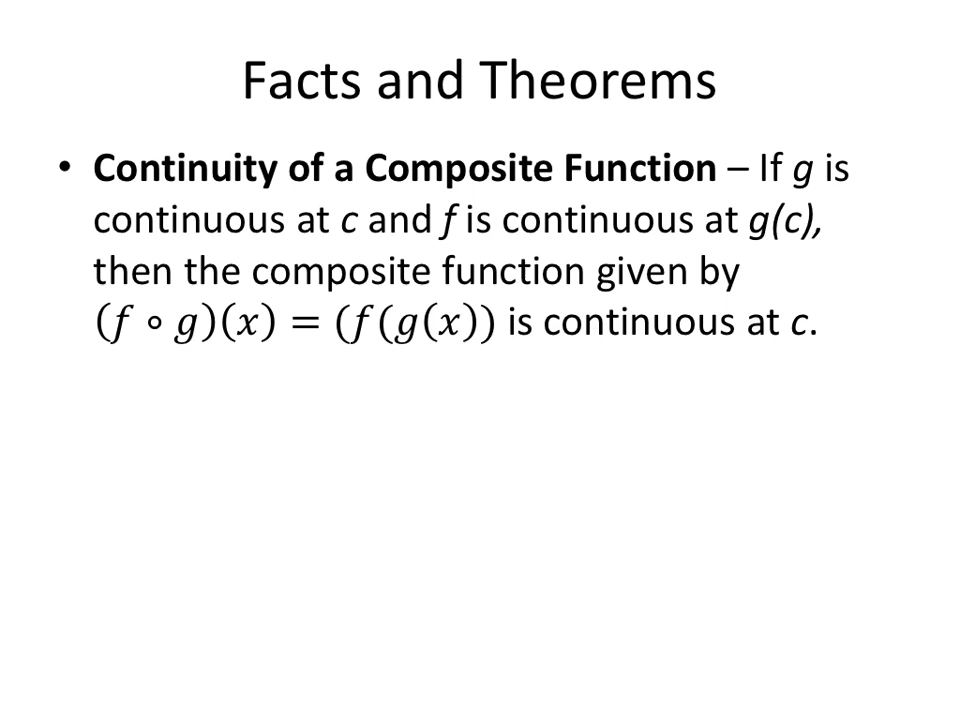 Facts and Theorems
• Continuity of a Composite Function – If g is
continuous at c and f is continuous at g(c),
then the composite function given by
(f ∘ g)(x) = (f(g(x)) is continuous at c.